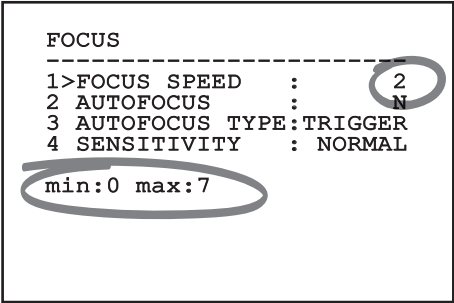 FOCUS
------------------------
1>FOCUS SPEED   :      2
2 AUTOFOCUS     :      N
3 AUTOFOCUS TYPE:TRIGGER
4 SENSITIVITY   : NORMAL
min:0 max:7